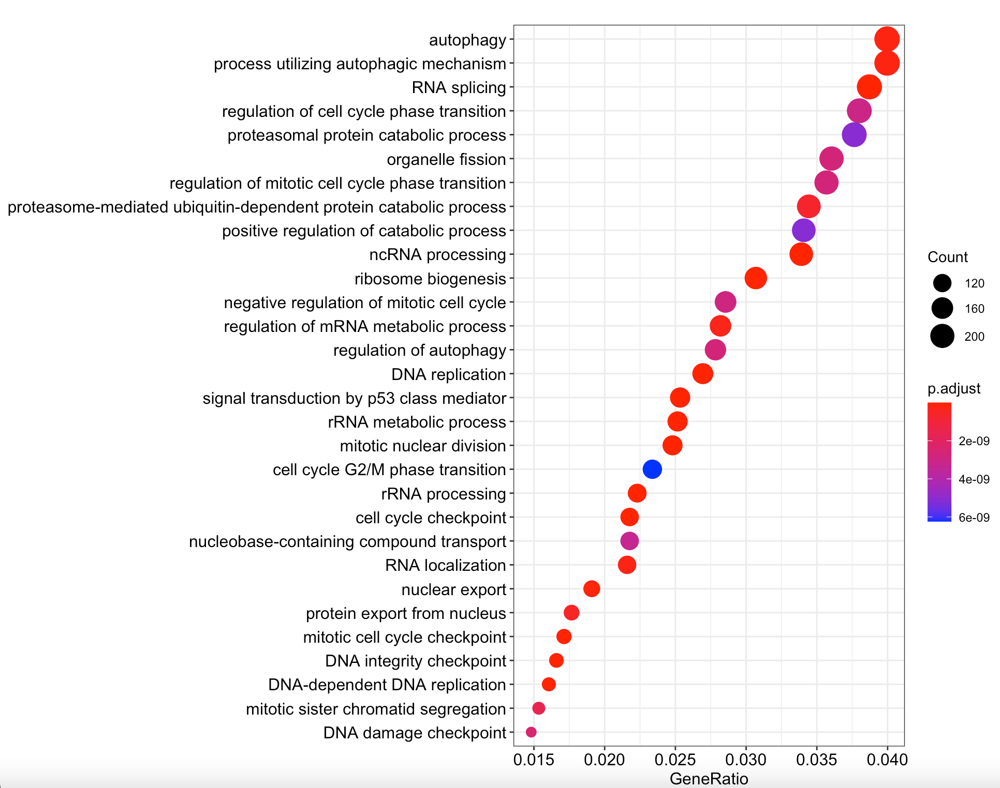 autophagy
process utilizing autophagic mechanism
RNA splicing
regulation of cell cycle phase transition
proteasomal protein catabolic process
organelle fission
regulation of mitotic cell cycle phase transition
proteasome-mediated ubiquitin-dependent protein catabolic process
positive regulation of catabolic process
ncRNA processing
ribosome biogenesis
negative regulation of mitotic cell cycle
regulation of mRNA metabolic process
regulation of autophagy
DNA replication
signal transduction by p53 class mediator
rRNA metabolic process
mitotic nuclear division
cell cycle G2/M phase transition
rRNA processing
cell cycle checkpoint
nucleobase-containing compound transport
RNA localization
nuclear export
protein export from nucleus
mitotic cell cycle checkpoint
DNA integrity checkpoint
DNA-dependent DNA replication
mitotic sister chromatid segregation
DNA damage checkpoint
0.015 0.020 0.025 0.030 0.035 0.040
GeneRatio
Count
120
160
200
p.adjust
2e-09
4e-09
6e-09